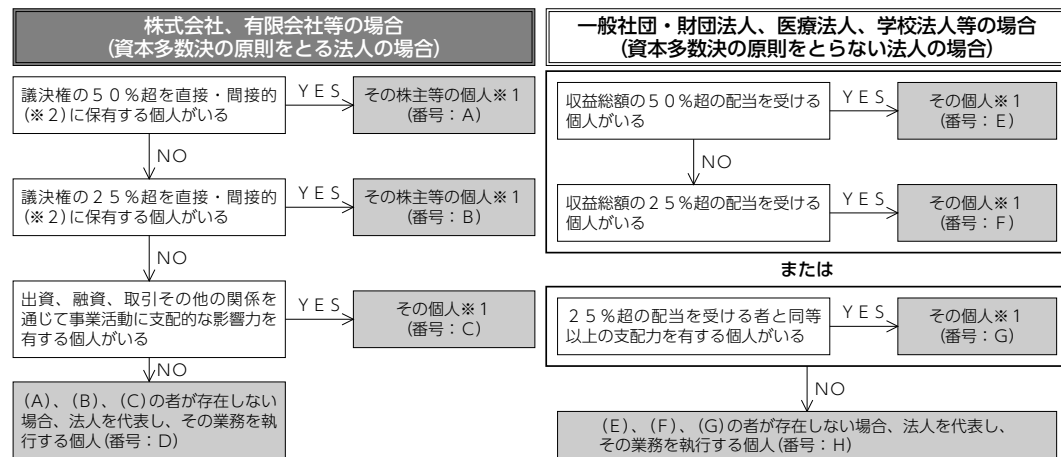 株式会社、有限会社等の場合
(資本多数決の原則をとる法人の場合)
議決権の50%超を直接・間接的
(※2)に保有する個人がいる
YES
その株主等の個人※1
(番号:A)
NO
議決権の25%超を直接・間接的
(※2)に保有する個人がいる
YES
その株主等の個人※1
(番号:B)
NO
出資、融資、取引その他の関係を
通じて事業活動に支配的な影響力を
有する個人がいる
YES
その個人※1
(番号:C)
NO
(A)、(B)、(C)の者が存在しない
場合、法人を代表し、その業務を執
行する個人(番号:D)
一般社団・財団法人、医療法人、学校法人等の場合
(資本多数決の原則をとらない法人の場合)
収益総額の50%超の配当を受ける
個人がいる
YES
その個人※1
(番号:E)
NO
収益総額の25%超の配当を受ける
個人がいる
YES
その個人※1
(番号:F)
または
25%超の配当を受ける者と同等
以上の支配力を有する個人がいる
YES
その個人※1
(番号:G)
NO
(E)、(F)、(G)の者が存在しない場合、法人を代表し、
その業務を執行する個人(番号:H)